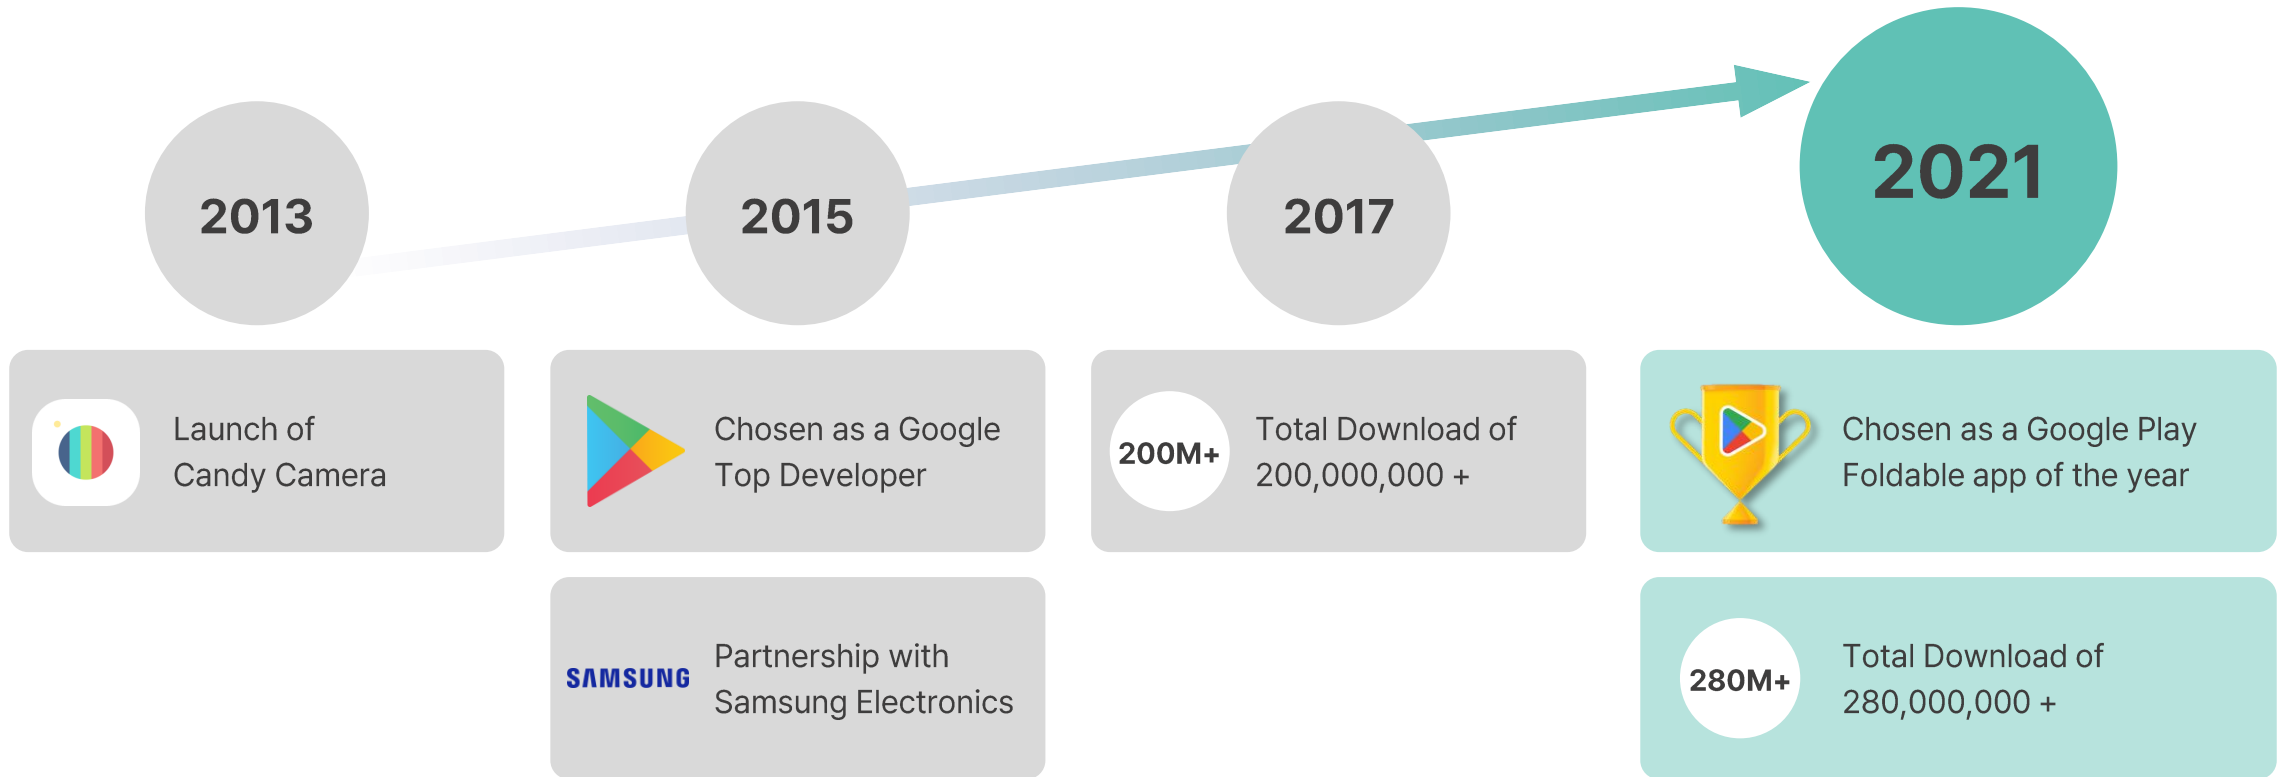 2013
2015
2017
2021
Launch of
Candy Camera
Chosen as a Google
Top Developer
200M+
Total Download of
200,000,000 +
Chosen as a Google Play
Foldable app of the year
SAMSUNG
Partnership with
Samsung Electronics
280M+
Total Download of
280,000,000 +